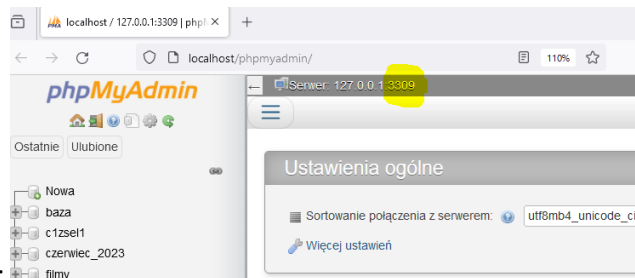 localhost / 127.0.0.1:3309 | php
localhost/phpmyadmin/
110%
phpMyAdmin
Serwer: 127.0.0.1:3309
Ostatnie Ulubione
Ustawienia ogólne
Nowa
baza
c1zsel1
czerwiec_2023
filmy
Sortowanie połączenia z serwerem: utf8mb4_unicode_ci
Więcej ustawień